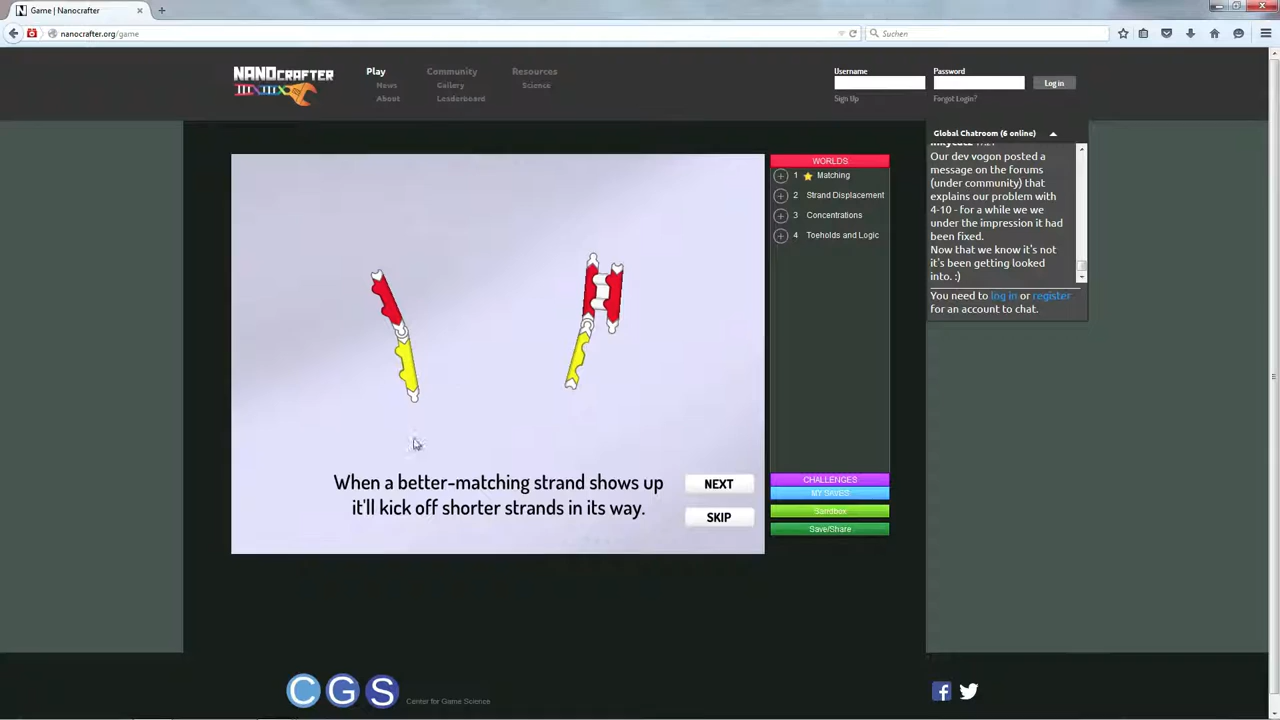 Game | Nanocrafter
nanocrafter.org/game
Suchen
NANOCRAFTER
Play
News
About
Community
Gallery
Leaderboard
Resources
Science
Username
Password
Log in
Sign Up
Forgot Login?
Global Chatroom (6 online)
Our dev vogon posted a
message on the forums
(under community) that
explains our problem with
4-10 - for a while we we
under the impression it had
been fixed.
Now that we know it's not
it's been getting looked
into. :)
You need to log in or register
for an account to chat.
WORLDS
1 Matching
2 Strand Displacement
3 Concentrations
4 Toeholds and Logic
CHALLENGES
MY SAVES
Sandbox
Save/Share
When a better-matching strand shows up
it'll kick off shorter strands in its way.
NEXT
SKIP
CGS
Center for Game Science